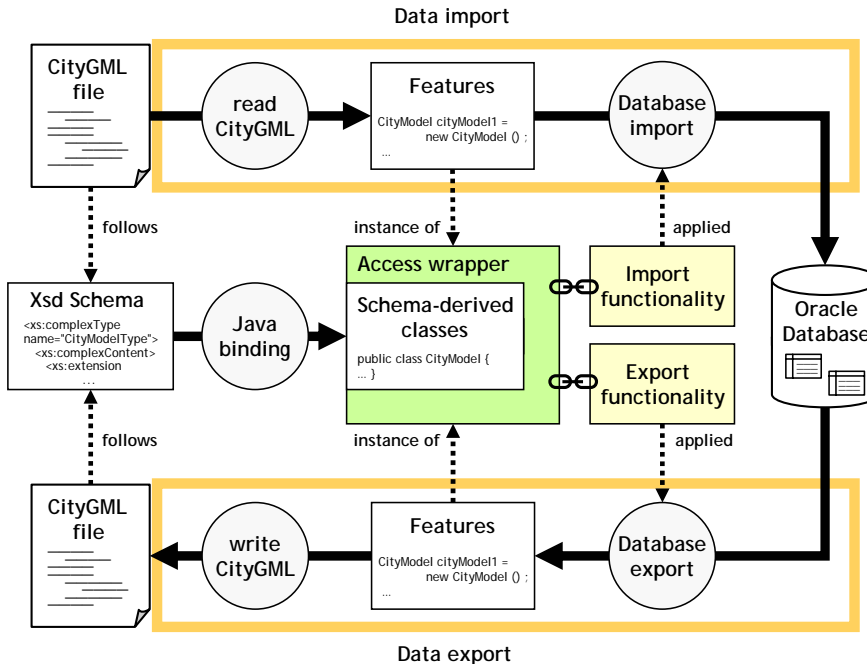 Data import
CityGML
file
read
CityGML
Features
CityModel cityModel1 =
new CityModel () ;
...
Database
import
follows
instance of
applied
Xsd Schema
<xs:complexType
name="CityModelType">
<xs:complexContent>
<xs:extension
...
Java
binding
Access wrapper
Schema-derived
classes
public class CityModel {
... }
Import
functionality
Export
functionality
Oracle
Database
follows
instance of
applied
CityGML
file
write
CityGML
Features
CityModel cityModel1 =
new CityModel () ;
...
Database
export
Data export